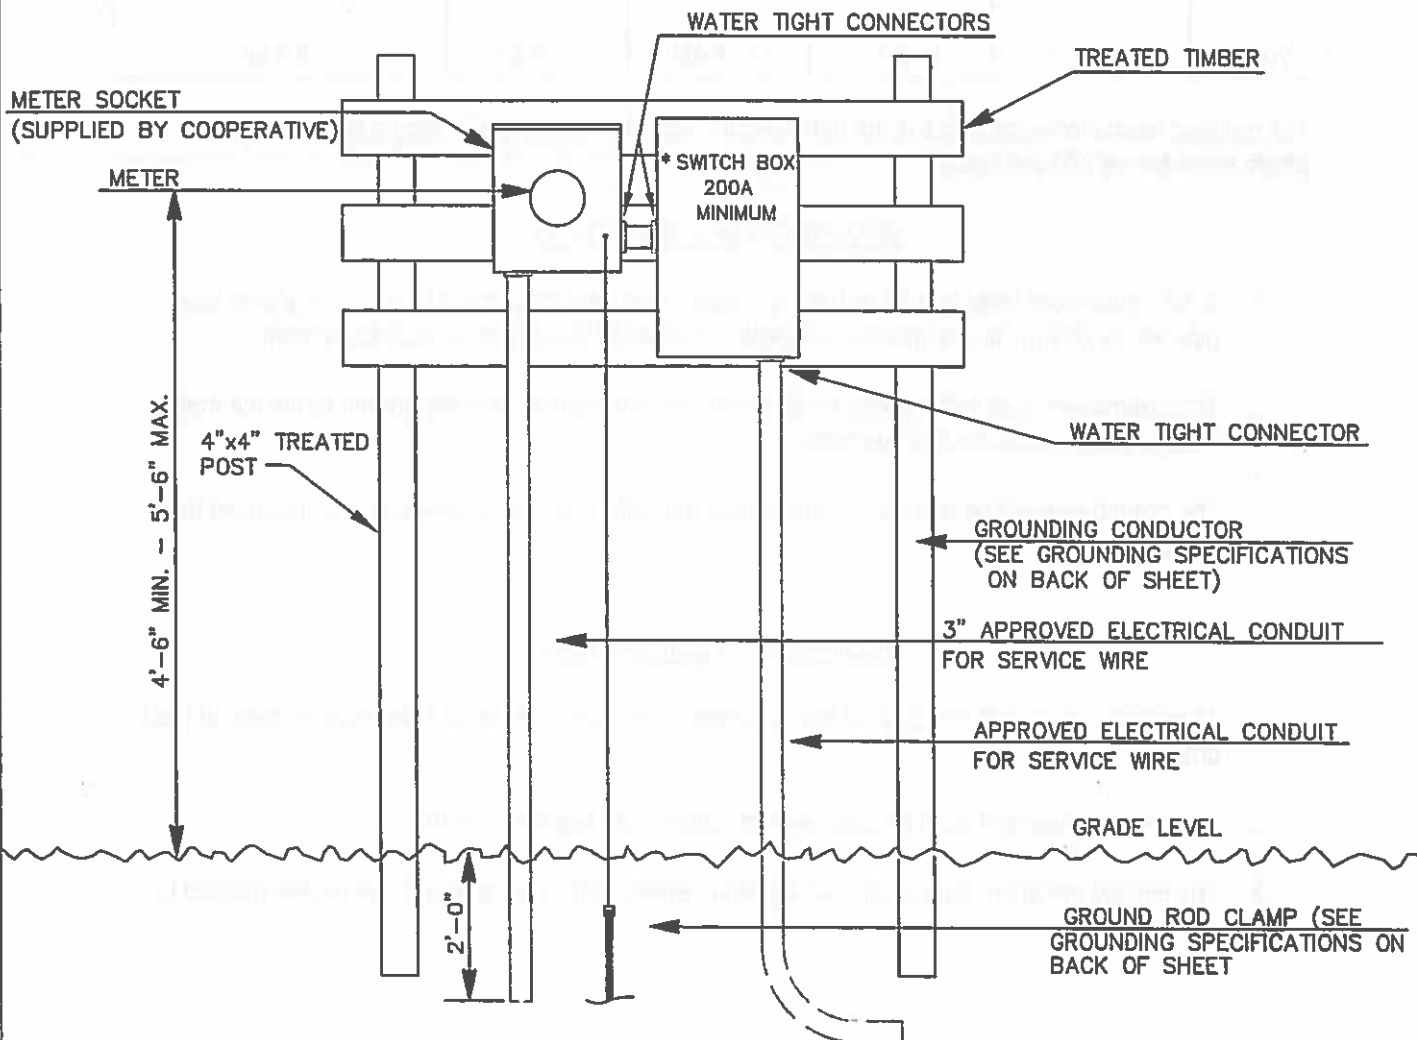 WATER TIGHT CONNECTORS
TREATED TIMBER
METER SOCKET
(SUPPLIED BY COOPERATIVE)
METER
* SWITCH BOX
200A
MINIMUM
4'-6" MIN. - 5'-6" MAX.
4"x4" TREATED
POST
WATER TIGHT CONNECTOR
GROUNDING CONDUCTOR
(SEE GROUNDING SPECIFICATIONS
ON BACK OF SHEET)
3" APPROVED ELECTRICAL CONDUIT
FOR SERVICE WIRE
APPROVED ELECTRICAL CONDUIT
FOR SERVICE WIRE
GRADE LEVEL
2'-0"
GROUND ROD CLAMP (SEE
GROUNDING SPECIFICATIONS ON
BACK OF SHEET